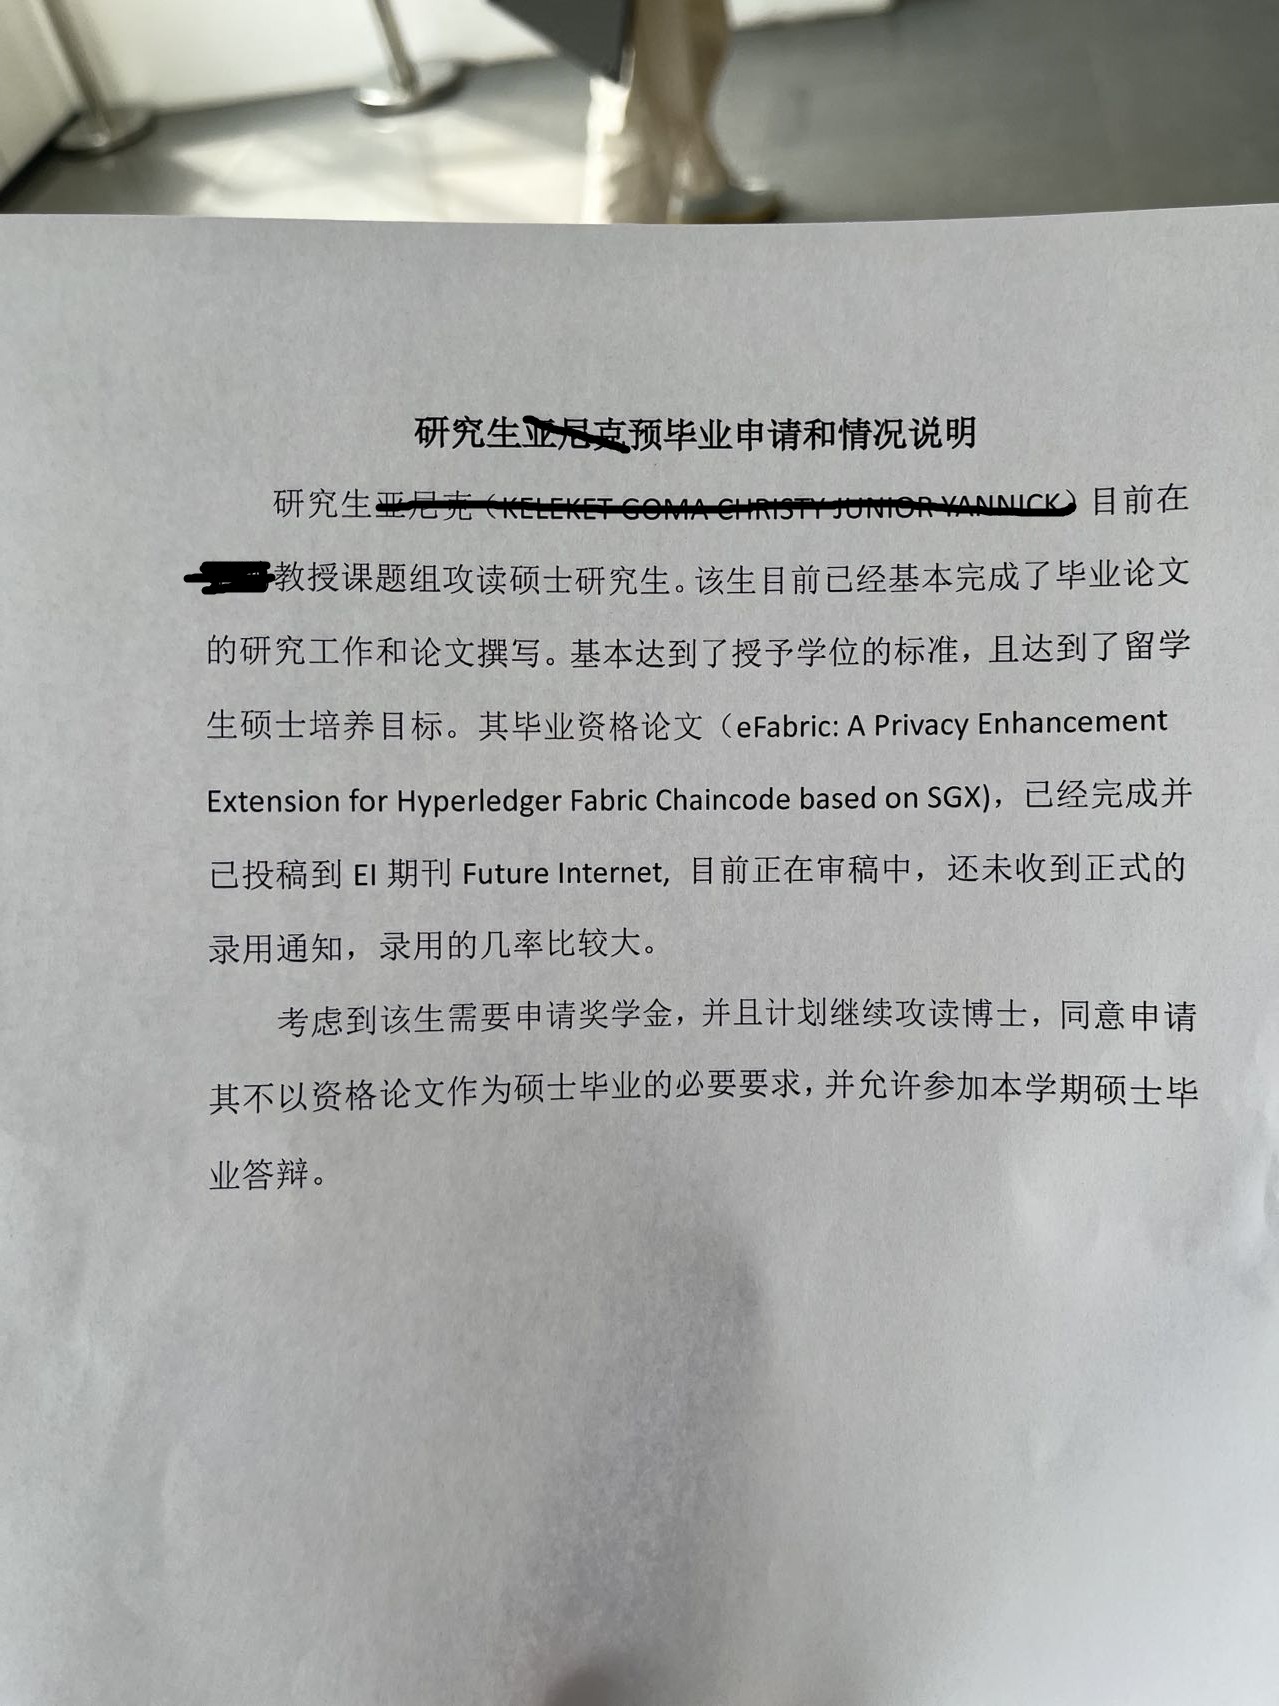 研究生亚尼克预毕业申请和情况说明
研究生亚尼克（KELEKET GOMA CHRISTY JUNIOR YANNICK）目前在
教授课题组攻读硕士研究生。该生目前已经基本完成了毕业论文
的研究工作和论文撰写。基本达到了授予学位的标准，且达到了留学
生硕士培养目标。其毕业资格论文（eFabric: A Privacy Enhancement
Extension for Hyperledger Fabric Chaincode based on SGX)，已经完成并
已投稿到 EI 期刊 Future Internet, 目前正在审稿中，还未收到正式的
录用通知，录用的几率比较大。
考虑到该生需要申请奖学金，并且计划继续攻读博士，同意申请
其不以资格论文作为硕士毕业的必要要求，并允许参加本学期硕士毕
业答辩。